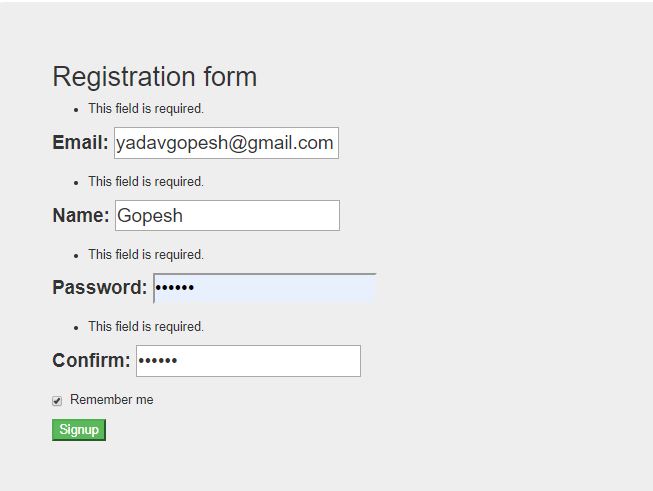 Registration form
This field is required.
Email: yadavgopesh@gmail.com
This field is required.
Name: Gopesh
This field is required.
Password: ••••••
This field is required.
Confirm: ••••••
Remember me
Signup